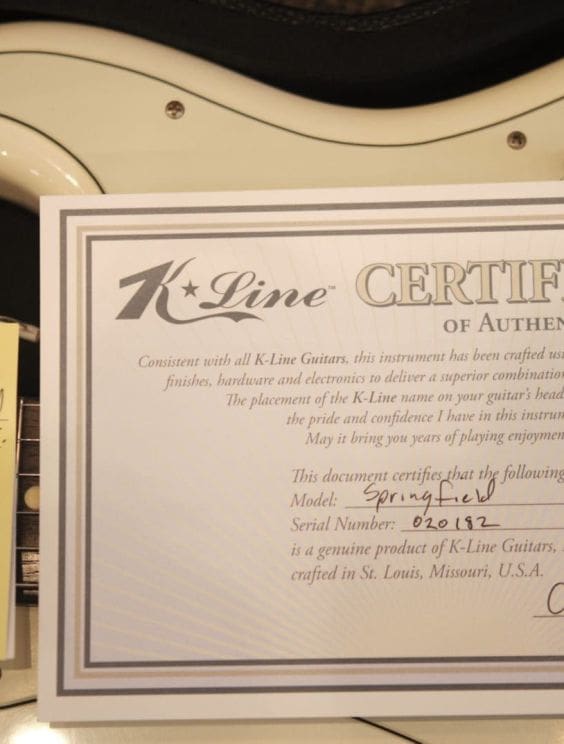 K★Line™ CERTIF
OF AUTHEN
Consistent with all K-Line Guitars, this instrument has been crafted us
finishes, hardware and electronics to deliver a superior combination
The placement of the K-Line name on your guitar's head
the pride and confidence I have in this instrum
May it bring you years of playing enjoymen
This document certifies that the following
Model: Springfield
Serial Number: 020182
is a genuine product of K-Line Guitars,
crafted in St. Louis, Missouri, U.S.A.